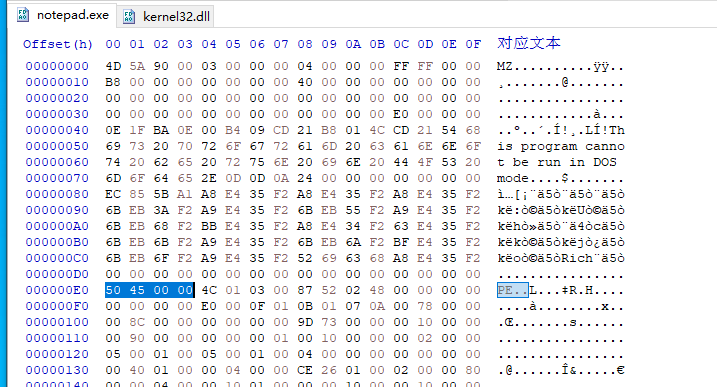 notepad.exe kernel32.dll
Offset(h) 00 01 02 03 04 05 06 07 08 09 0A 0B 0C 0D 0E 0F 对应文本
00000000 4D 5A 90 00 03 00 00 00 04 00 00 00 FF FF 00 00 MZ..........ÿÿ..
00000010 B8 00 00 00 00 00 00 00 40 00 00 00 00 00 00 00 ¸.......@.......
00000020 00 00 00 00 00 00 00 00 00 00 00 00 00 00 00 00 ................
00000030 00 00 00 00 00 00 00 00 00 00 00 00 E0 00 00 00 ............à...
00000040 0E 1F BA 0E 00 B4 09 CD 21 B8 01 4C CD 21 54 68 ..º..´.Í!¸.LÍ!Th
00000050 69 73 20 70 72 6F 67 72 61 6D 20 63 61 6E 6E 6F is program canno
00000060 74 20 62 65 20 72 75 6E 20 69 6E 20 44 4F 53 20 t be run in DOS
00000070 6D 6F 64 65 2E 0D 0D 0A 24 00 00 00 00 00 00 00 mode....$.......
00000080 EC 85 5B A1 A8 E4 35 F2 A8 E4 35 F2 A8 E4 35 F2 ì…[¡¨ä5ò¨ä5ò¨ä5ò
00000090 6B EB 3A F2 A9 E4 35 F2 6B EB 55 F2 A9 E4 35 F2 kë:ò©ä5òkëUò©ä5ò
000000A0 6B EB 68 F2 BB E4 35 F2 A8 E4 34 F2 63 E4 35 F2 këhò»ä5ò¨ä4òcä5ò
000000B0 6B EB 6B F2 A9 E4 35 F2 6B EB 6A F2 BF E4 35 F2 këkò©ä5òkëjò¿ä5ò
000000C0 6B EB 6F F2 A9 E4 35 F2 52 69 63 68 A8 E4 35 F2 këoò©ä5òRich¨ä5ò
000000D0 00 00 00 00 00 00 00 00 00 00 00 00 00 00 00 00 ................
000000E0 50 45 00 00 4C 01 03 00 87 52 02 48 00 00 00 00 PE..L...‡R.H....
000000F0 00 00 00 00 E0 00 0F 01 0B 01 07 0A 00 78 00 00 ....à........x..
00000100 00 8C 00 00 00 00 00 00 9D 73 00 00 00 10 00 00 .Œ.......s......
00000110 00 90 00 00 00 00 00 01 00 10 00 00 00 02 00 00 ................
00000120 05 00 01 00 05 00 01 00 04 00 00 00 00 00 00 00 ................
00000130 00 40 01 00 00 04 00 00 CE 26 01 00 02 00 00 80 .@......Î&.....€
00000140 00 00 04 00 00 10 01 00 00 00 10 00 00 10 00 00